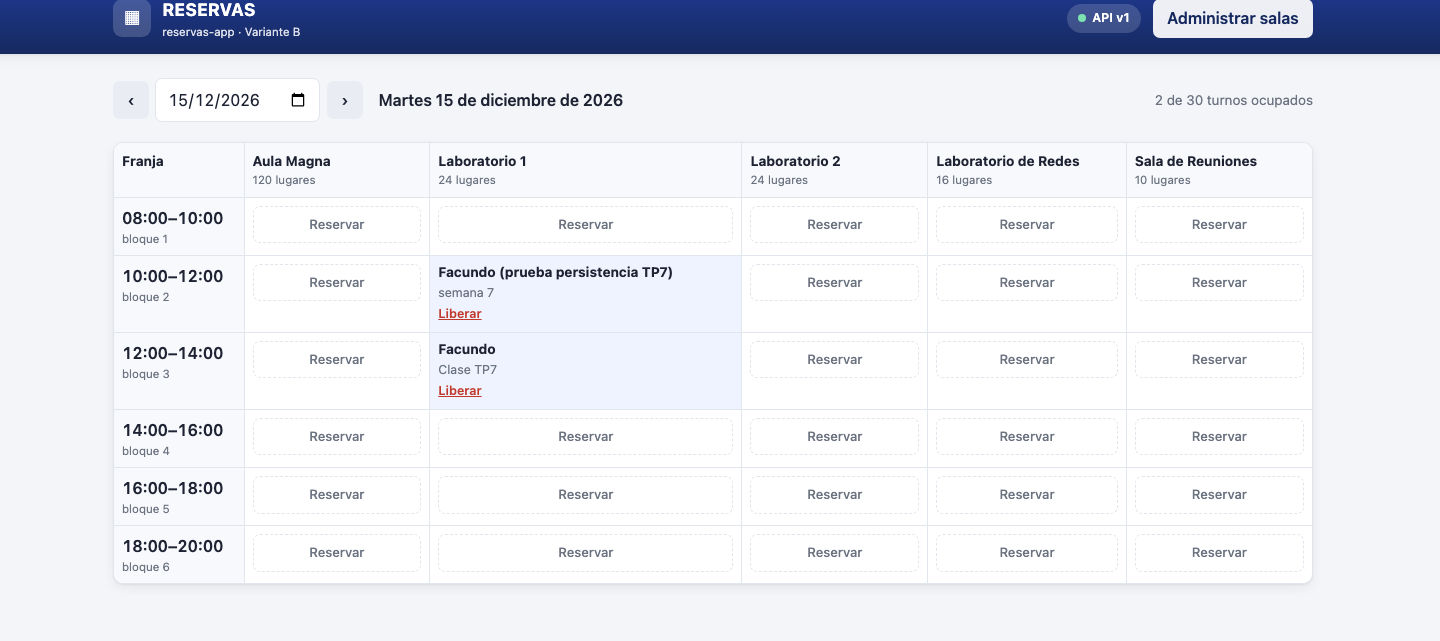 RESERVAS
reservas-app · Variante B
API v1
Administrar salas
‹
15/12/2026
›
Martes 15 de diciembre de 2026
2 de 30 turnos ocupados
Franja
Aula Magna
120 lugares
Laboratorio 1
24 lugares
Laboratorio 2
24 lugares
Laboratorio de Redes
16 lugares
Sala de Reuniones
10 lugares
08:00–10:00
bloque 1
Reservar
Reservar
Reservar
Reservar
Reservar
10:00–12:00
bloque 2
Reservar
Facundo (prueba persistencia TP7)
semana 7
Liberar
Reservar
Reservar
Reservar
12:00–14:00
bloque 3
Reservar
Facundo
Clase TP7
Liberar
Reservar
Reservar
Reservar
14:00–16:00
bloque 4
Reservar
Reservar
Reservar
Reservar
Reservar
16:00–18:00
bloque 5
Reservar
Reservar
Reservar
Reservar
Reservar
18:00–20:00
bloque 6
Reservar
Reservar
Reservar
Reservar
Reservar